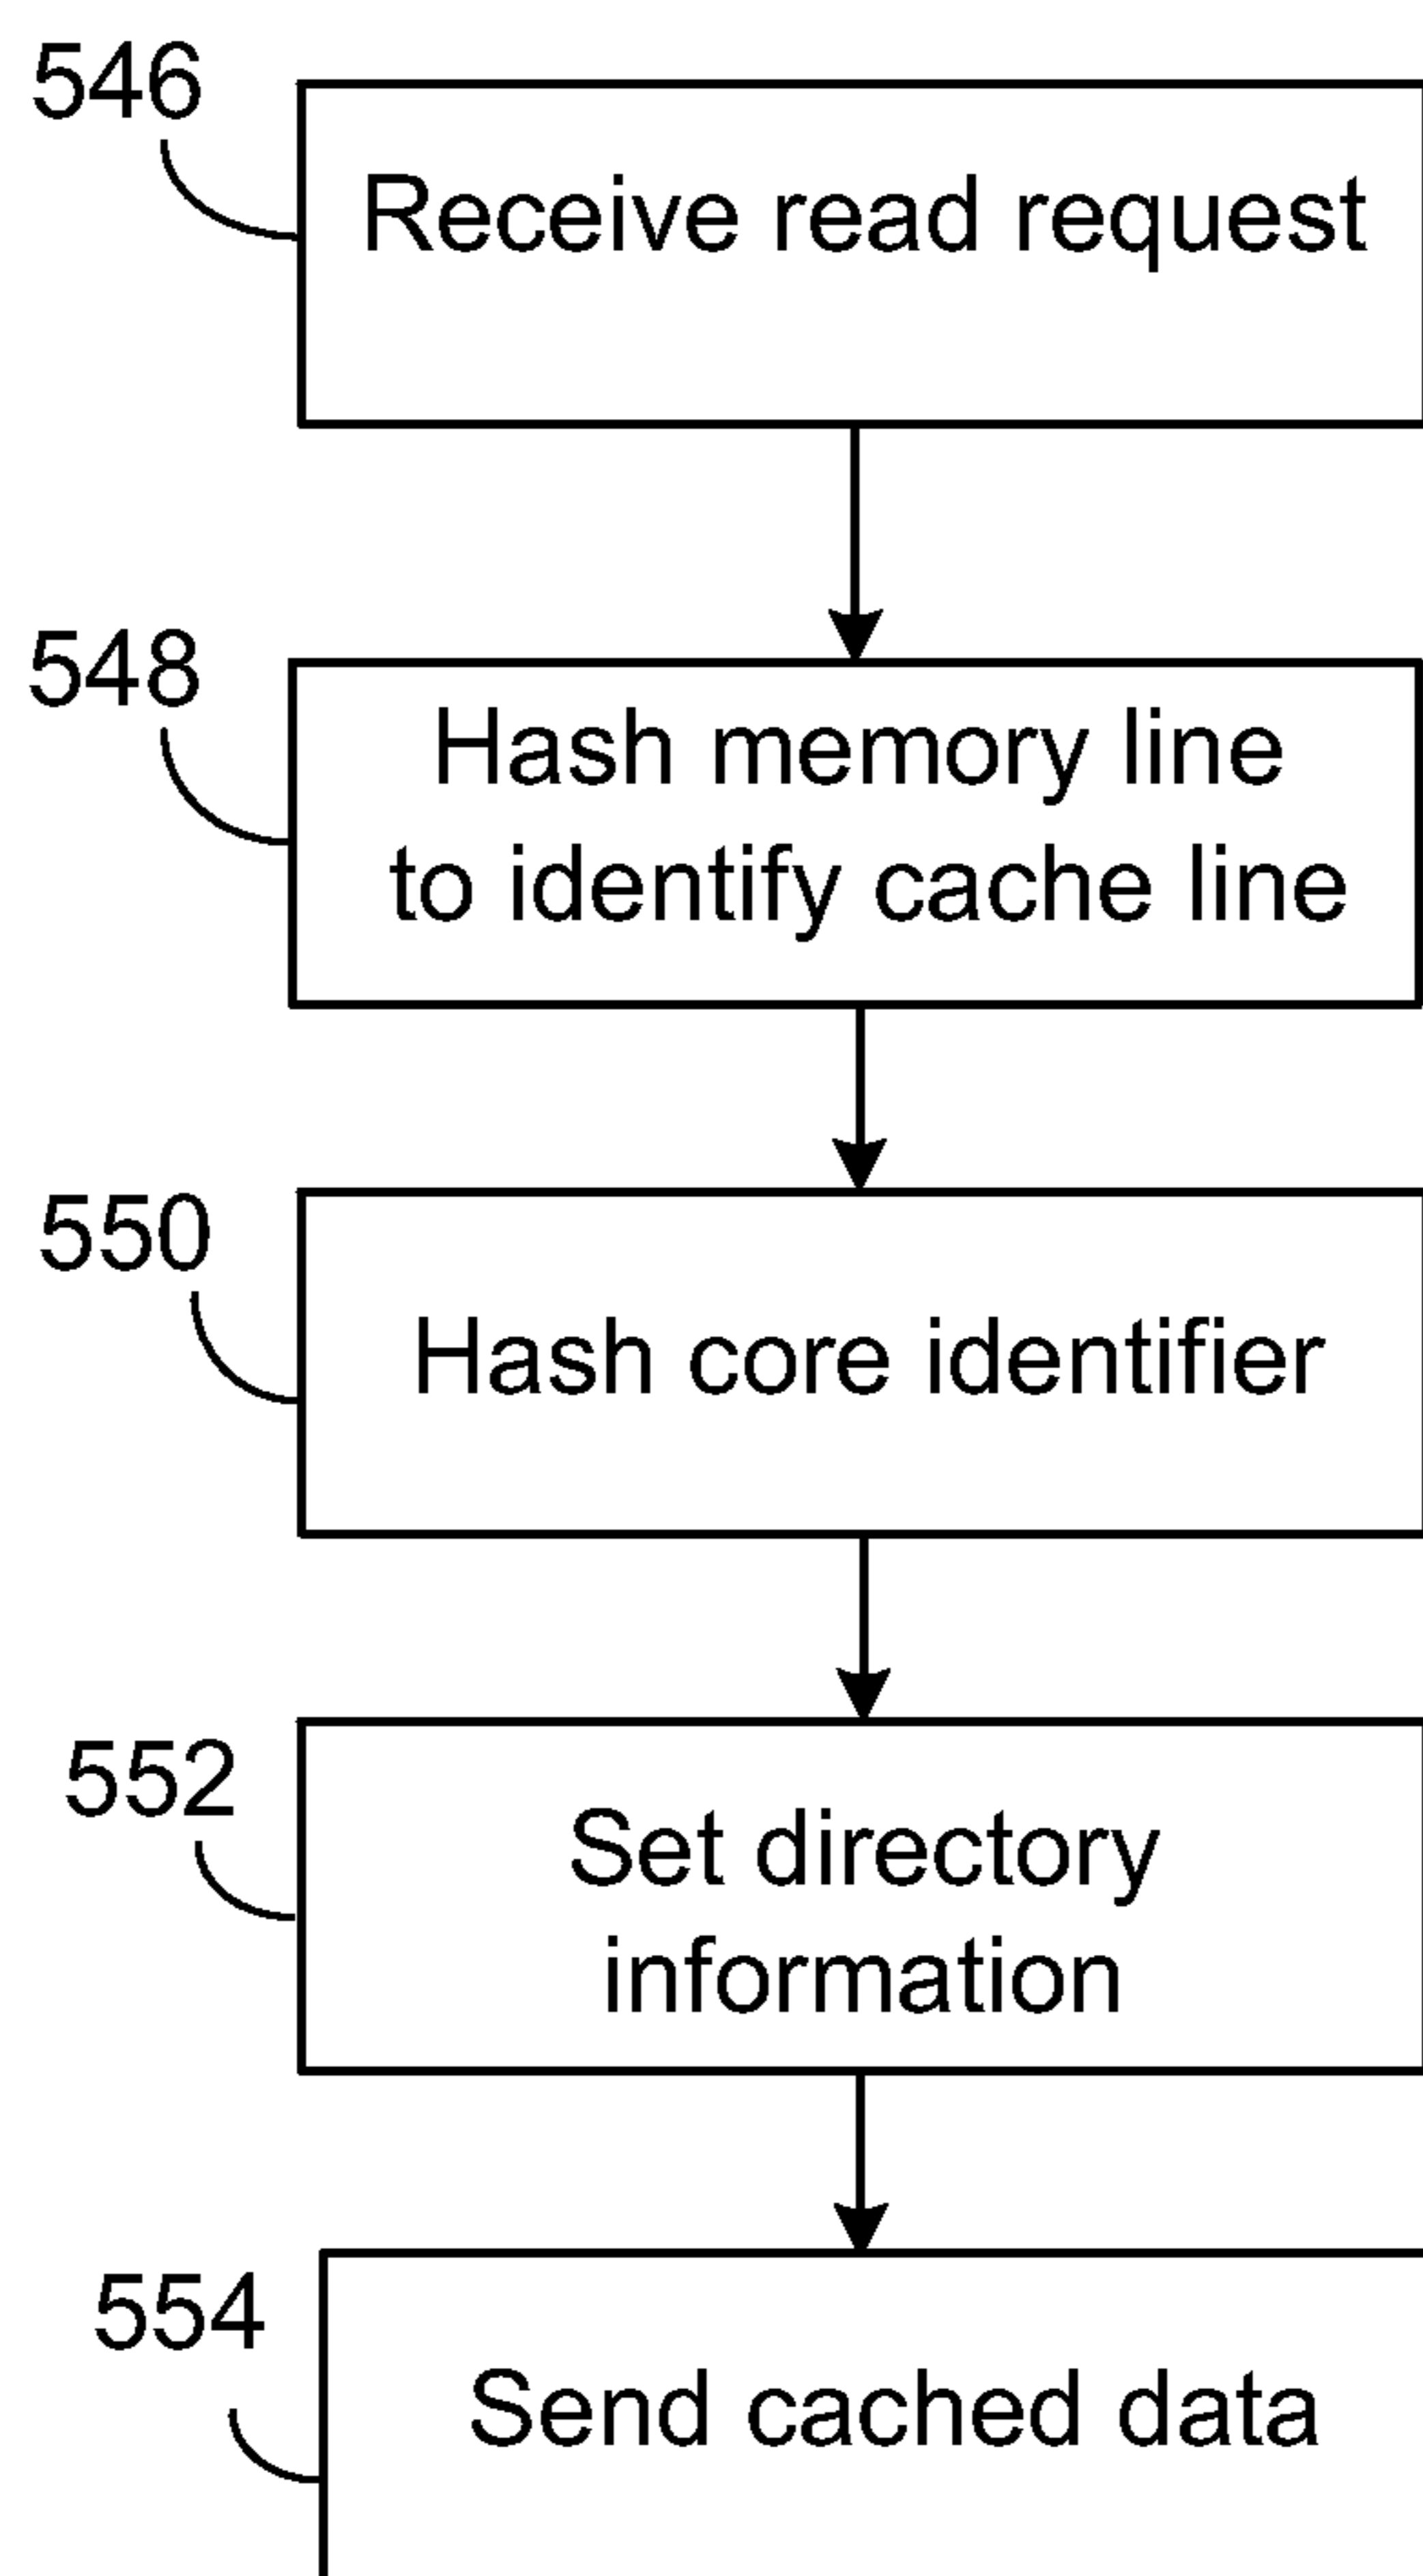 546
Receive read request
548
Hash memory line
to identify cache line
550
Hash core identifier
552
Set directory
information
554
Send cached data